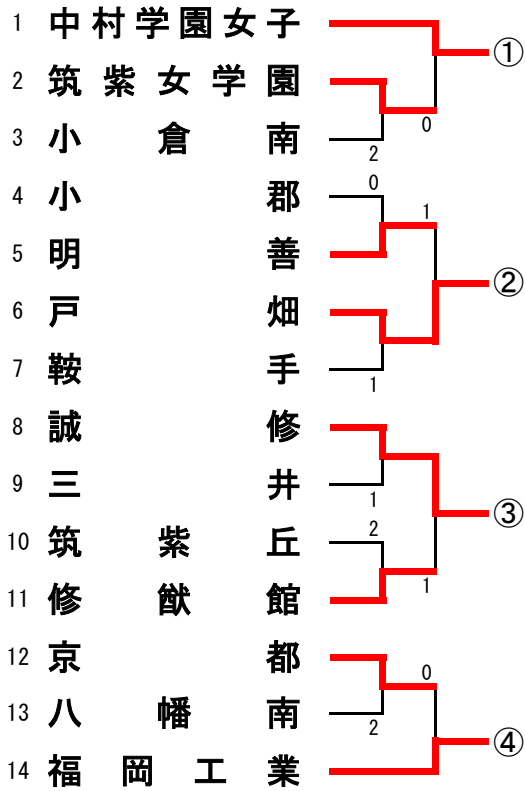 1 中村学園女子
①
2 筑紫女学園
0
3 小倉南
2
4 小郡
0
1
5 明善
②
6 戸畑
7 鞍手
1
8 誠修
9 三井
1
③
10 筑紫丘
2
11 修猷館
1
12 京都
0
13 八幡南
2
④
14 福岡工業